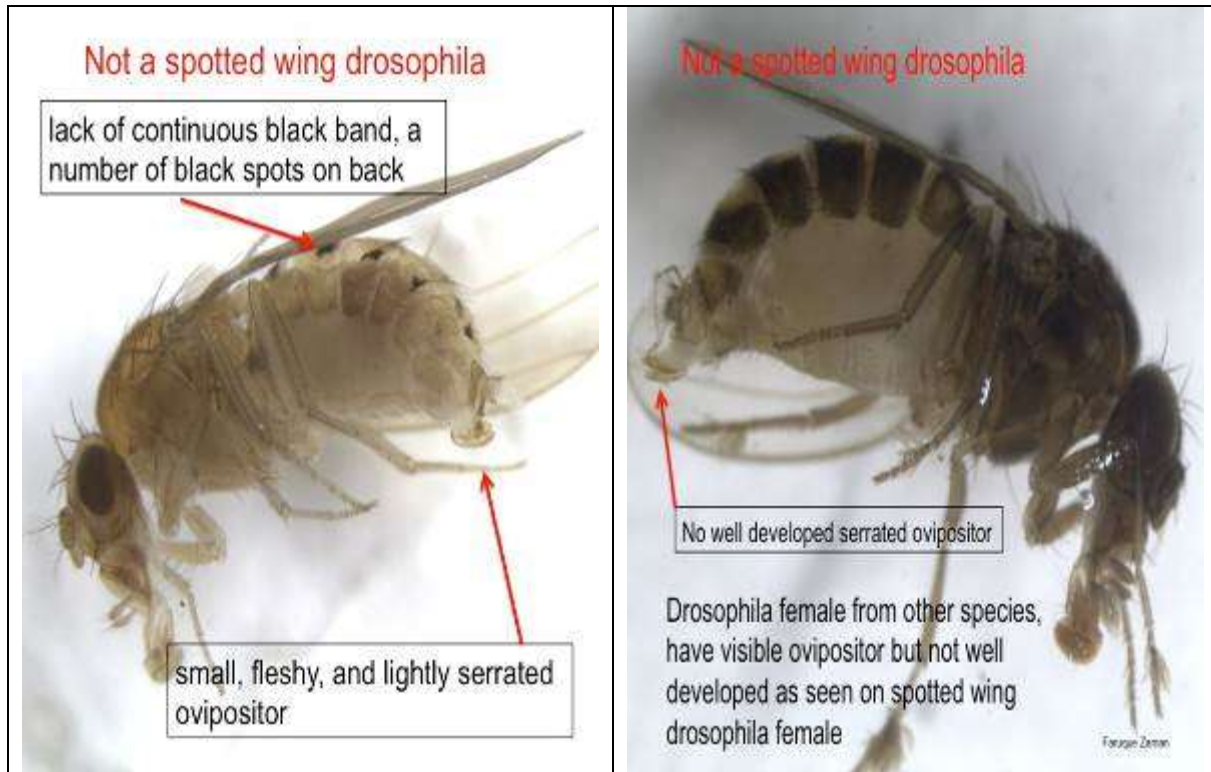 Not a spotted wing drosophila
lack of continuous black band, a
number of black spots on back
small, fleshy, and lightly serrated
ovipositor
Not a spotted wing drosophila
No well developed serrated ovipositor
Drosophila female from other species,
have visible ovipositor but not well
developed as seen on spotted wing
drosophila female
Faruque Zaman